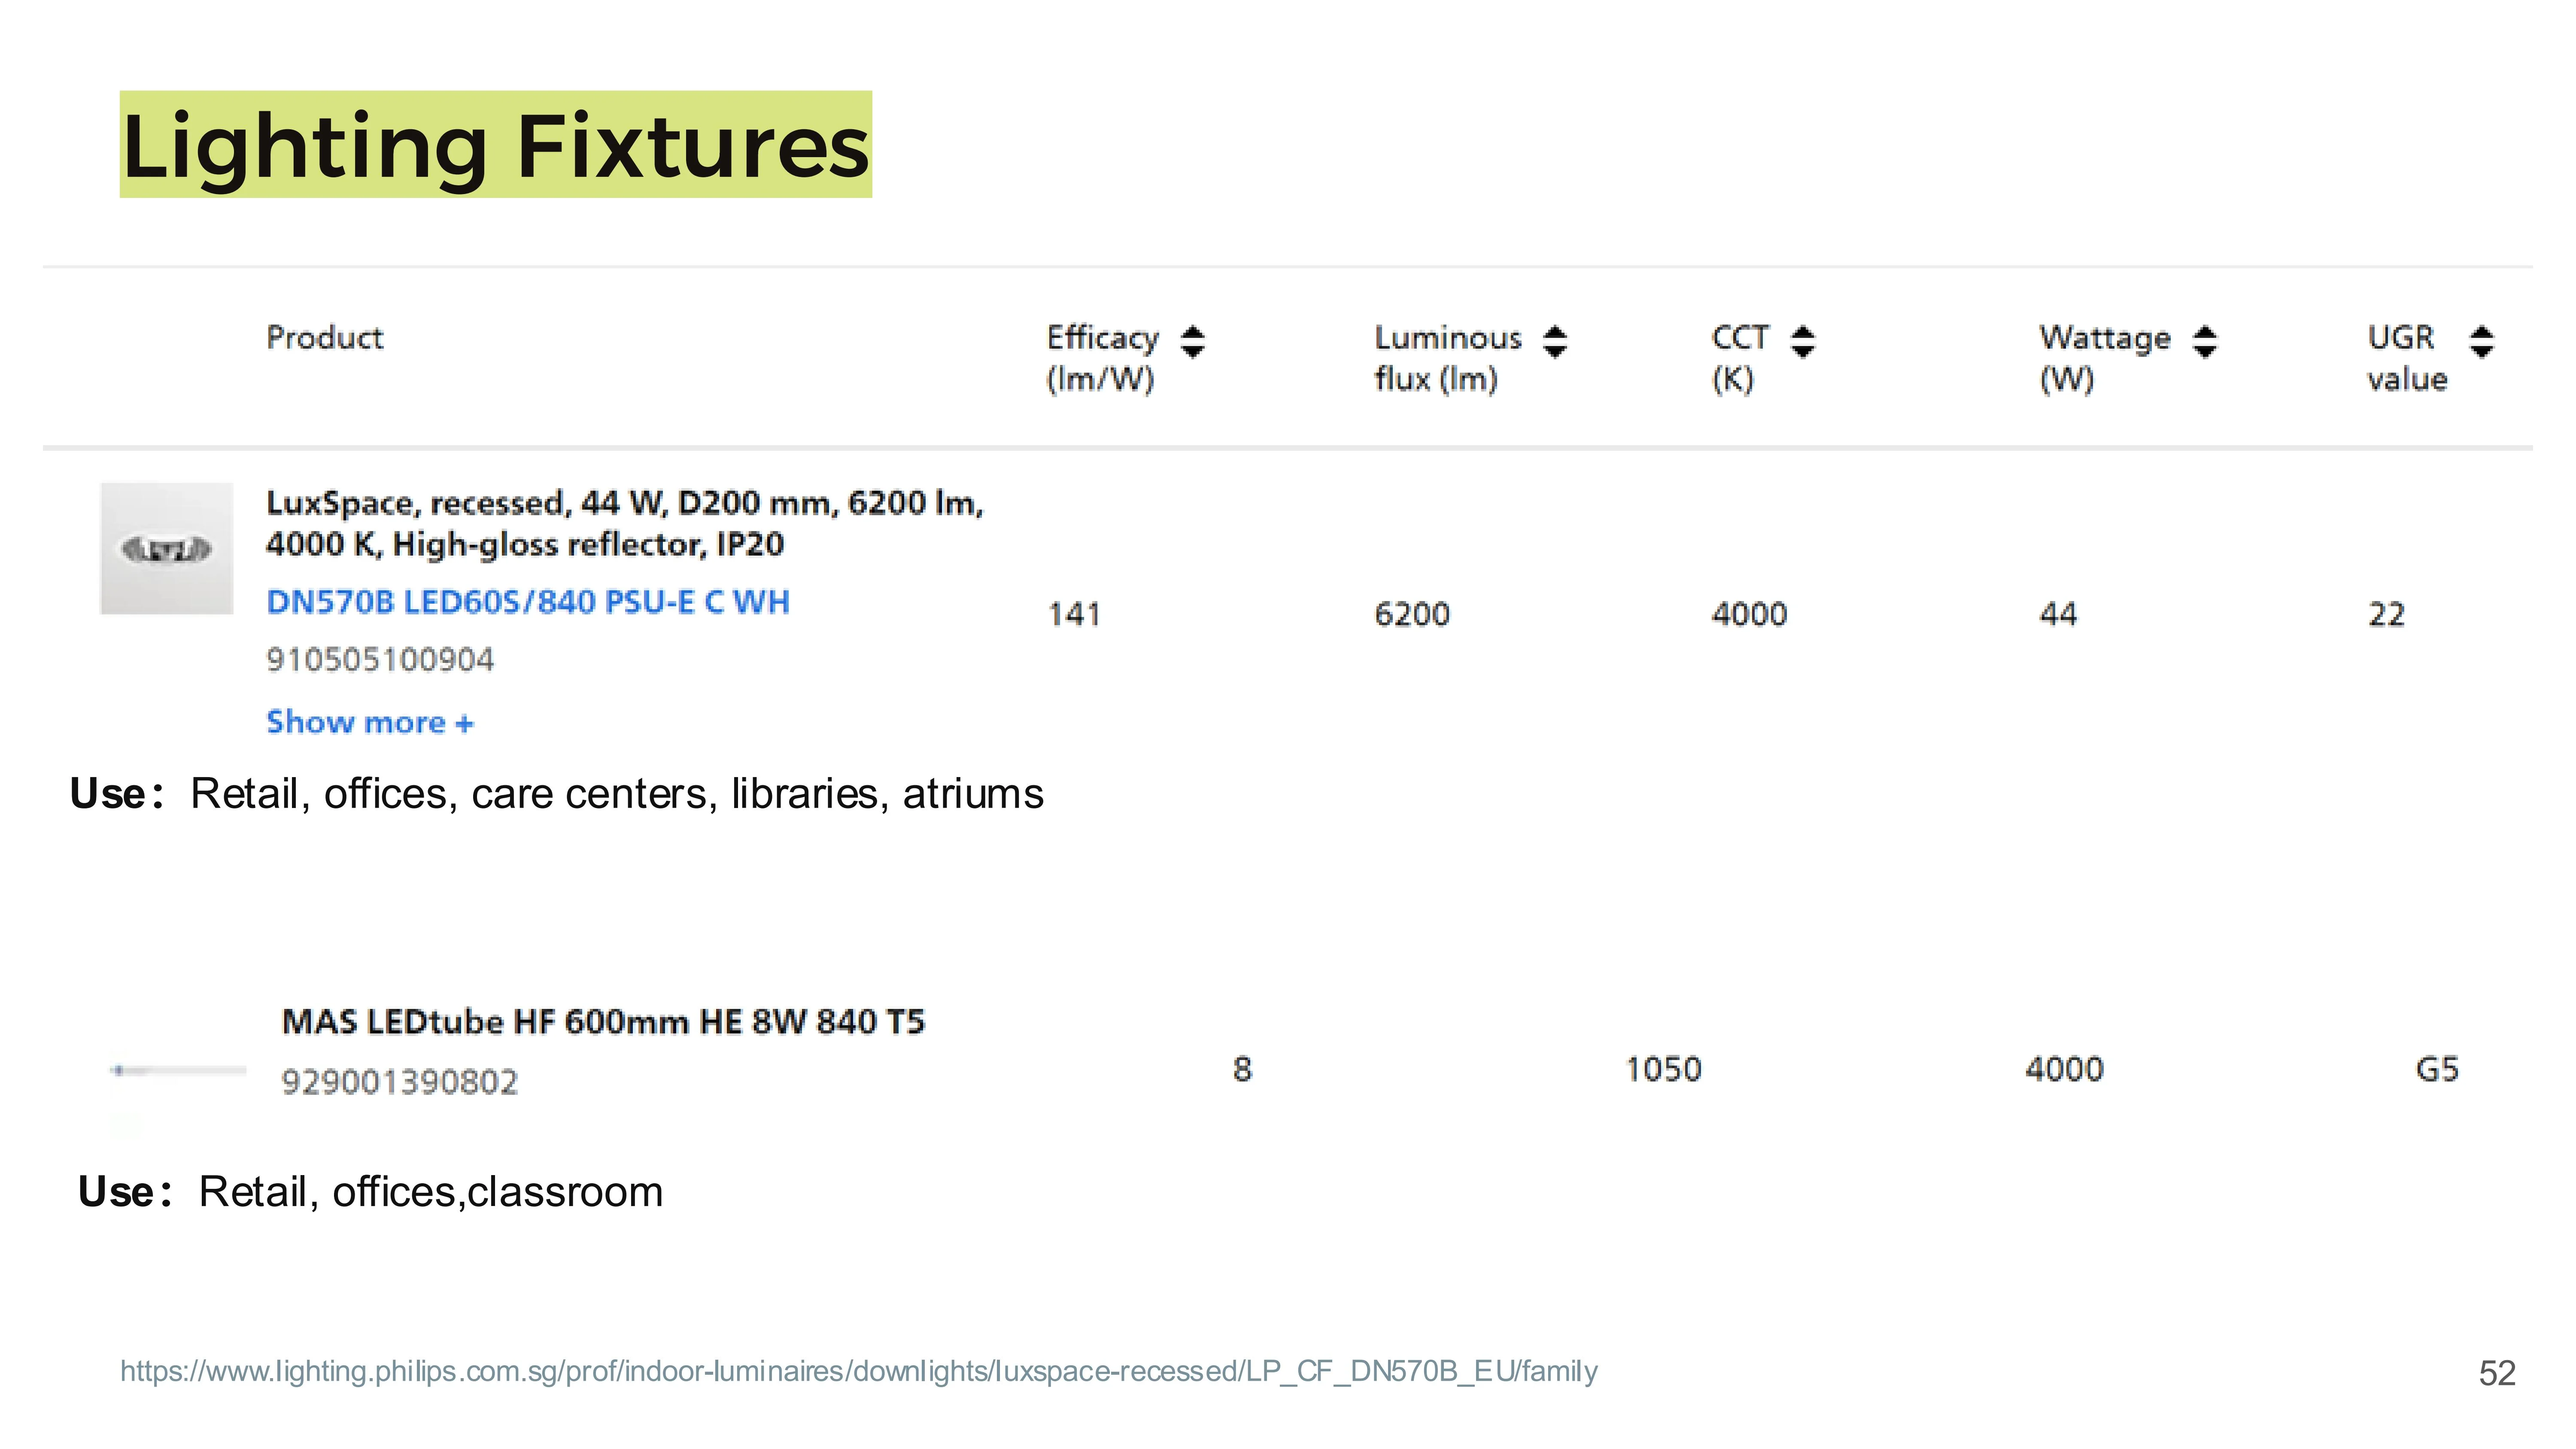 Lighting Fixtures
Product
Efficacy (lm/W)
Luminous flux (lm)
CCT (K)
Wattage (W)
UGR value
LuxSpace, recessed, 44 W, D200 mm, 6200 lm,
4000 K, High-gloss reflector, IP20
DN570B LED60S/840 PSU-E C WH
141 6200 4000 44 22
910505100904
Show more +
Use: Retail, offices, care centers, libraries, atriums
MAS LEDtube HF 600mm HE 8W 840 T5
8 1050 4000 G5
929001390802
Use: Retail, offices,classroom
https://www.lighting.philips.com.sg/prof/indoor-luminaires/downlights/luxspace-recessed/LP_CF_DN570B_EU/family
52